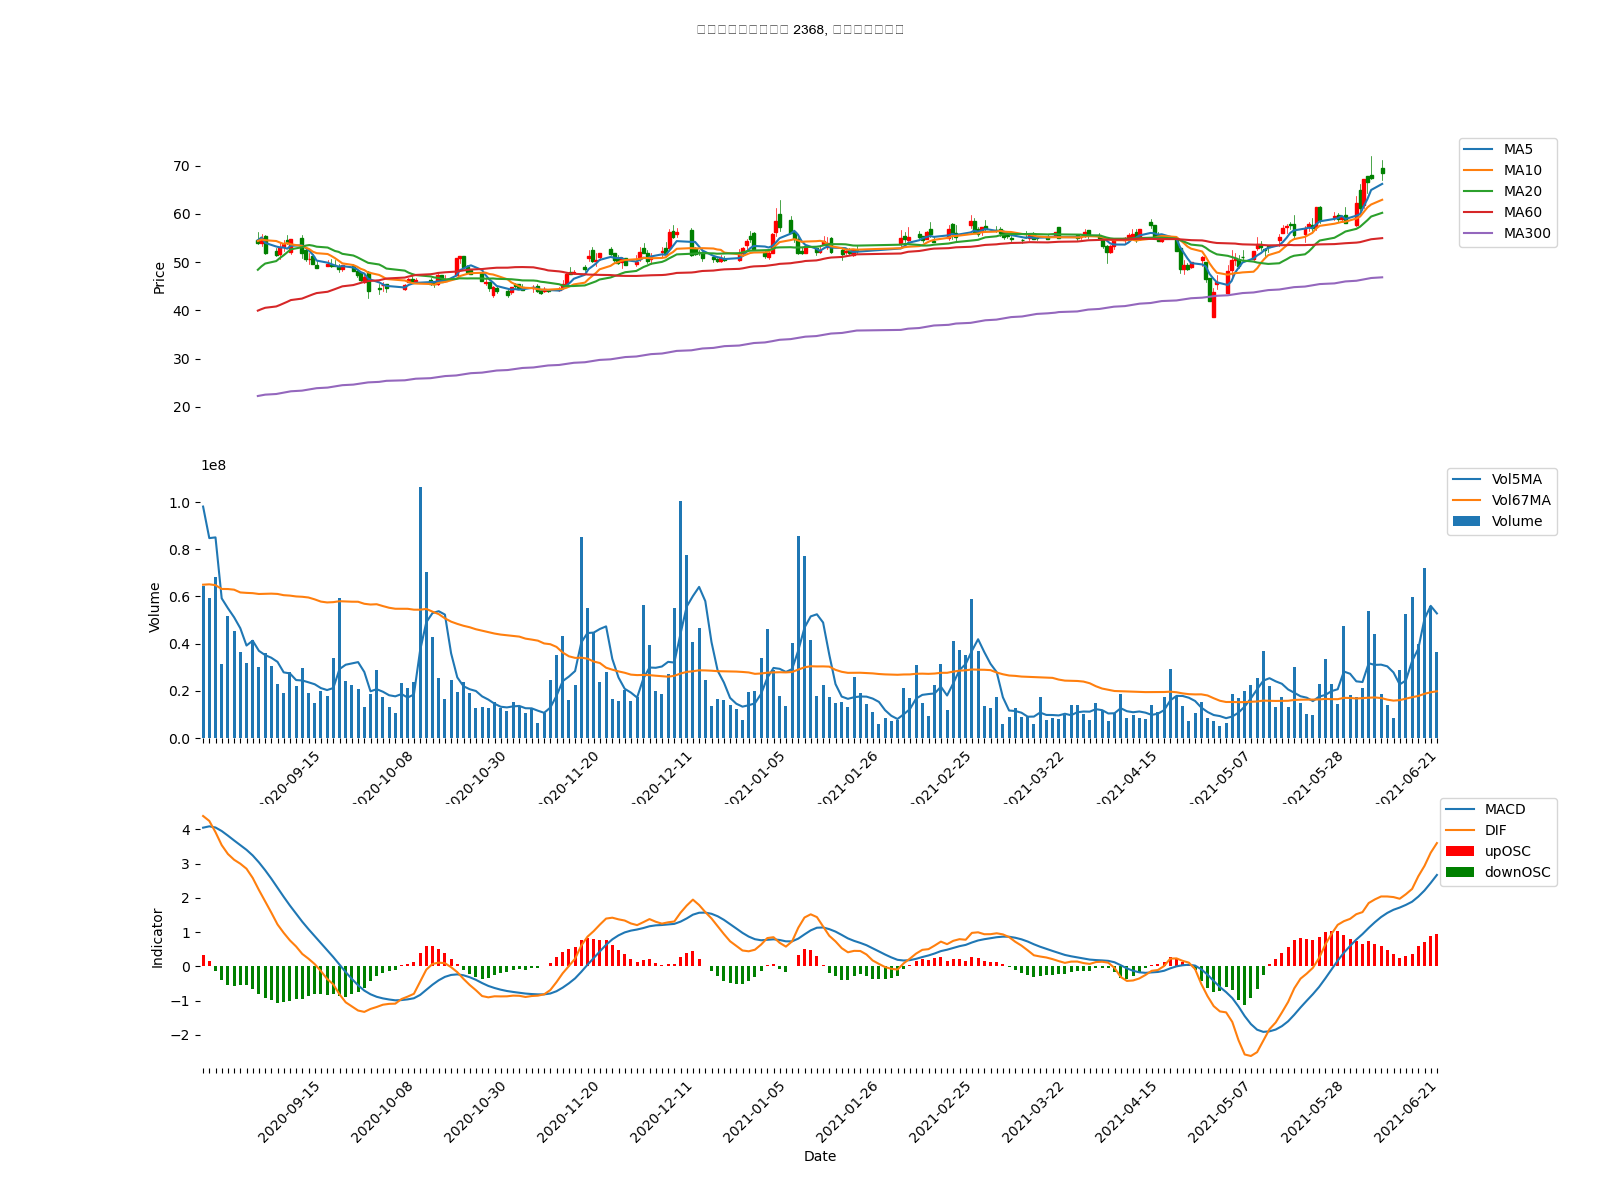 2368,
MA5
MA10
MA20
MA60
MA300
70
60
50
40
30
20
Price
1e8
Vol5MA
Vol67MA
Volume
1.0
0.8
0.6
0.4
0.2
0.0
Volume
2020-09-15 2020-10-08 2020-10-30 2020-11-20 2020-12-11 2021-01-05 2021-01-26 2021-02-25 2021-03-22 2021-04-15 2021-05-07 2021-05-28 2021-06-21
MACD
DIF
upOSC
downOSC
4
3
2
1
0
−1
−2
Indicator
2020-09-15 2020-10-08 2020-10-30 2020-11-20 2020-12-11 2021-01-05 2021-01-26 2021-02-25 2021-03-22 2021-04-15 2021-05-07 2021-05-28 2021-06-21
Date